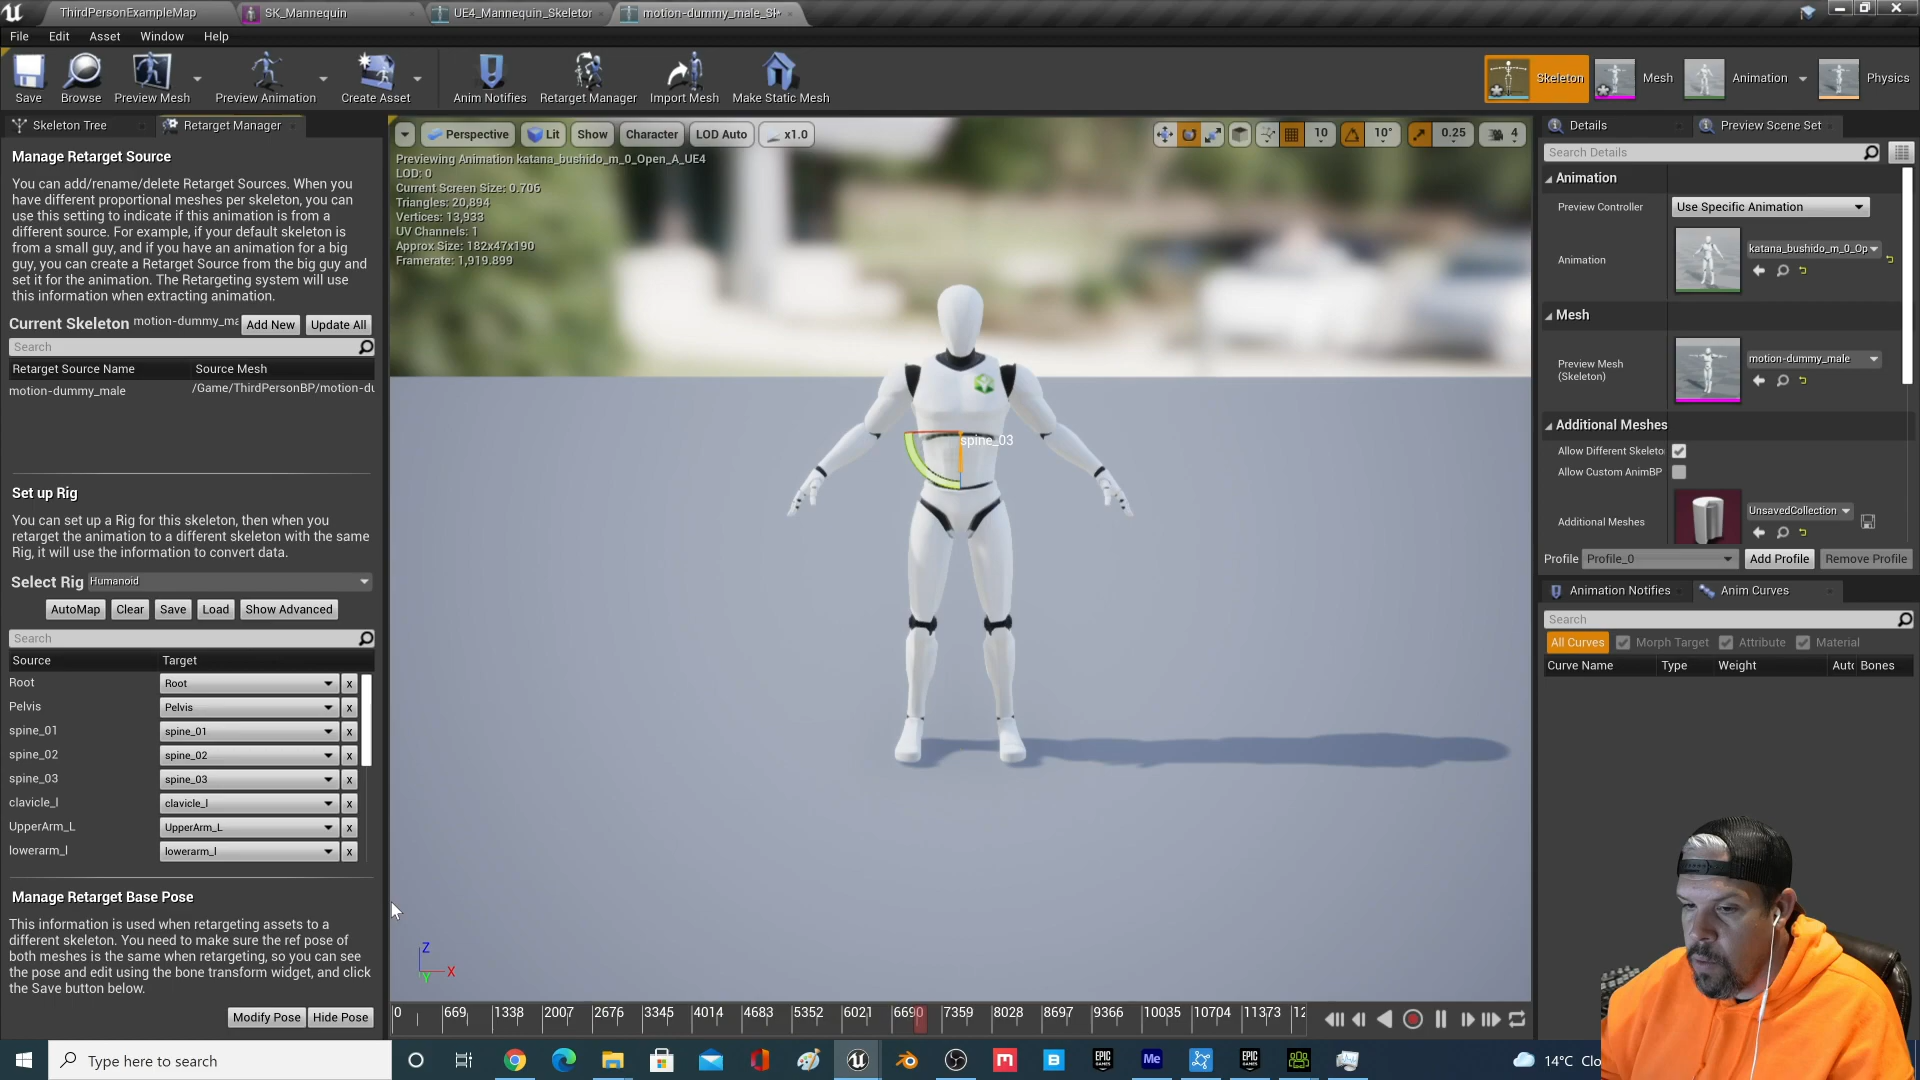 ThirdPersonExampleMap
SK_Mannequin
UE4_Mannequin_Skeletor
motion-dummy_male_Sk
File Edit Asset Window Help
Save Browse Preview Mesh Preview Animation Create Asset Anim Notifies Retarget Manager Import Mesh Make Static Mesh
Skeleton Mesh Animation Physics
Skeleton Tree
Retarget Manager
Manage Retarget Source
You can add/rename/delete Retarget Sources. When you
have different proportional meshes per skeleton, you can
use this setting to indicate if this animation is from a
different source. For example, if your default skeleton is
from a small guy, and if you have an animation for a big
guy, you can create a Retarget Source from the big guy and
set it for the animation. The Retargeting system will use
this information when extracting animation.
Current Skeleton motion-dummy_ma Add New Update All
Search
Retarget Source Name Source Mesh
motion-dummy_male /Game/ThirdPersonBP/motion-du
Set up Rig
You can set up a Rig for this skeleton, then when you
retarget the animation to a different skeleton with the same
Rig, it will use the information to convert data.
Select Rig Humanoid
AutoMap Clear Save Load Show Advanced
Search
Source Target
Root Root x
Pelvis Pelvis x
spine_01 spine_01 x
spine_02 spine_02 x
spine_03 spine_03 x
clavicle_l clavicle_l x
UpperArm_L UpperArm_L x
lowerarm_l lowerarm_l x
Manage Retarget Base Pose
This information is used when retargeting assets to a
different skeleton. You need to make sure the ref pose of
both meshes is the same when retargeting, so you can see
the pose and edit using the bone transform widget, and click
the Save button below.
Modify Pose Hide Pose
Perspective Lit Show Character LOD Auto x1.0
10 10° 0.25 4
Previewing Animation katana_bushido_m_0_Open_A_UE4
LOD: 0
Current Screen Size: 0.706
Triangles: 20,894
Vertices: 13,933
UV Channels: 1
Approx Size: 182x47x190
Framerate: 1,919.899
spine_03
Z
X
Y
0 669 1338 2007 2676 3345 4014 4683 5352 6021 6690 7359 8028 8697 9366 10035 10704 11373 12
Details
Preview Scene Set
Search Details
Animation
Preview Controller Use Specific Animation
Animation katana_bushido_m_0_Op
Mesh
Preview Mesh
(Skeleton)
motion-dummy_male
Additional Meshes
Allow Different Skeleto
Allow Custom AnimBP
Additional Meshes UnsavedCollection
Profile Profile_0 Add Profile Remove Profile
Animation Notifies
Anim Curves
Search
All Curves Morph Target Attribute Material
Curve Name Type Weight Auto Bones
Type here to search
EPIC
GAMES
Me
EPIC
GAMES
14°C Clo